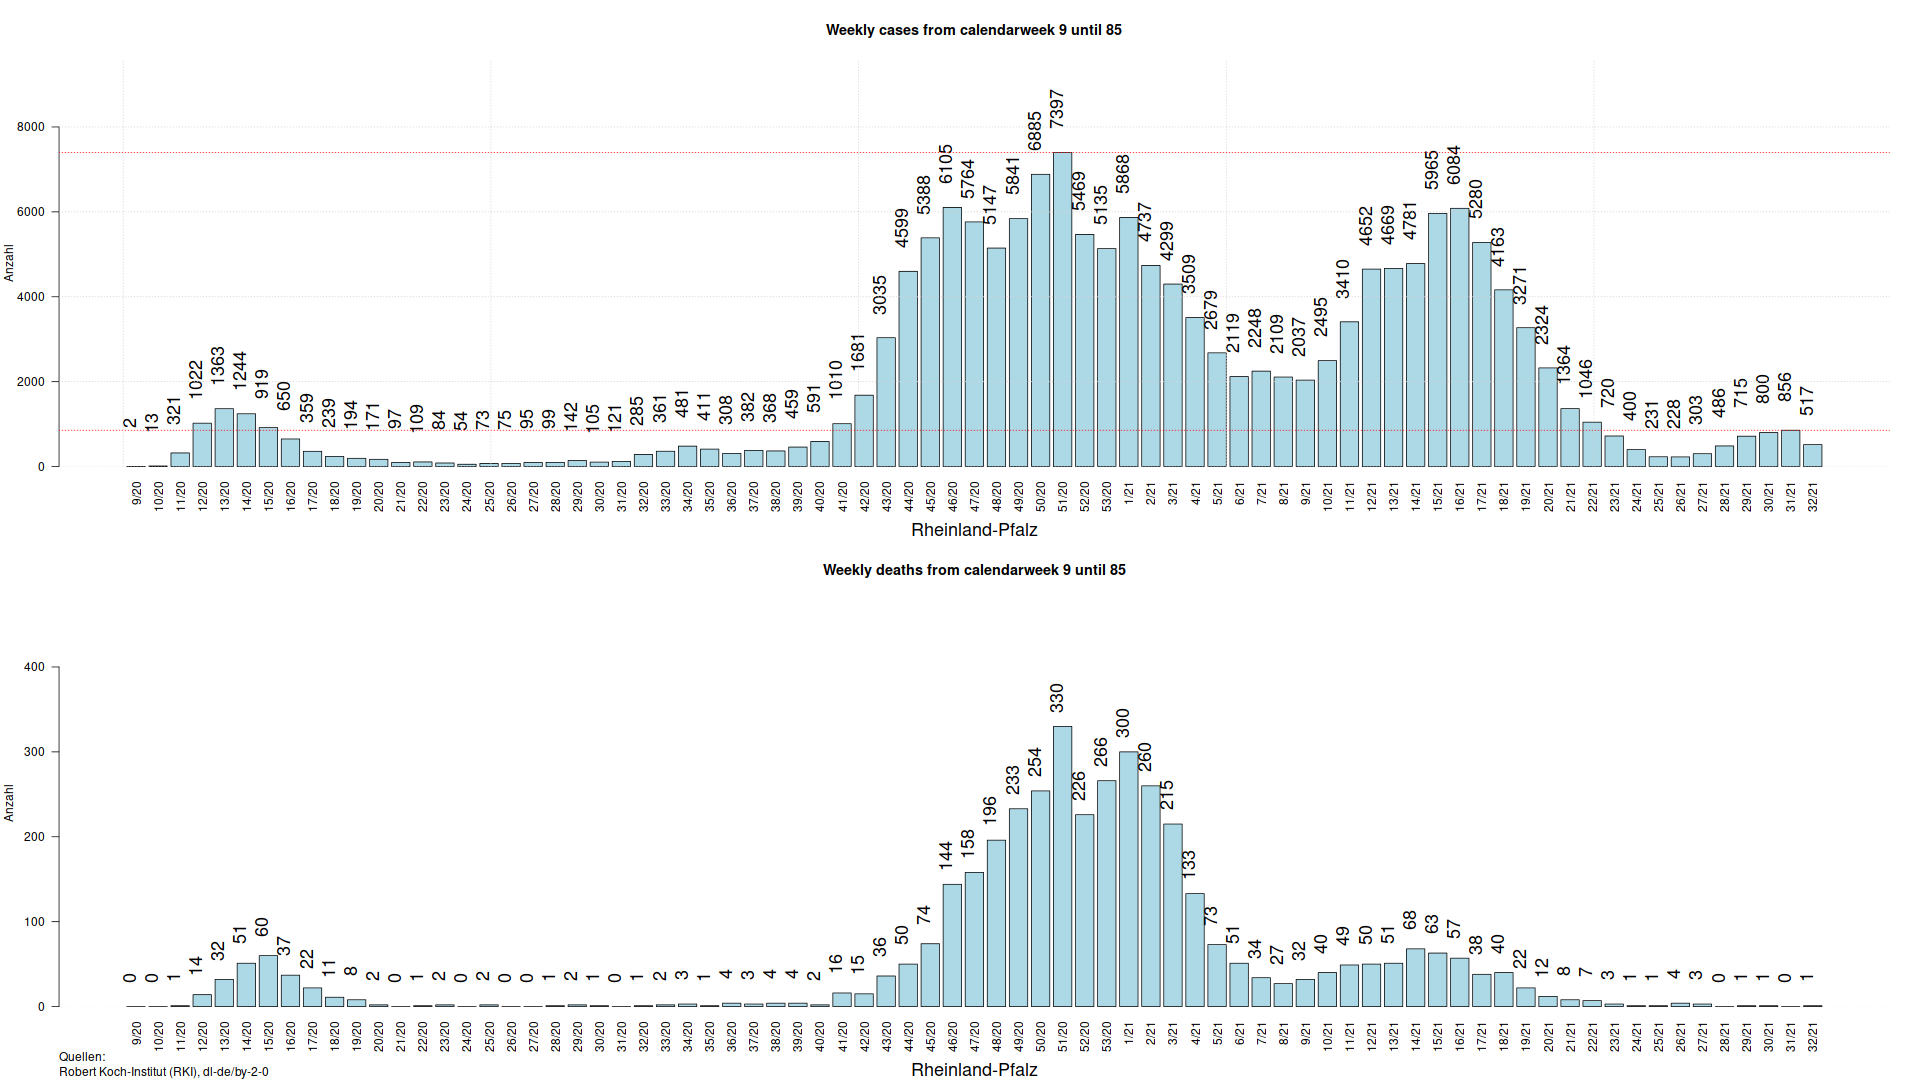 Weekly cases from calendarweek 9 until 85
7397
6885
6105 5868 5965 6084
5764 5841
5388 5147 5469 5135 5280
4599 4737 4652 4669 4781
4299 4163
3509 3410 3271
3035
2679
2495
2119 2248 2109 2037 2324
1681
1363 1364
1022 1244 1010 1046
919
650 591 720 715 800 856
321 359 239 194 171 285 361 481 411 308 382 368 459 400 303 486 517
2 13 97 109 84 54 73 75 95 99 142 105 121 231 228
8000
6000
4000
2000
0
Anzahl
9/20 10/20 11/20 12/20 13/20 14/20 15/20 16/20 17/20 18/20 19/20 20/20 21/20 22/20 23/20 24/20 25/20 26/20 27/20 28/20 29/20 30/20 31/20 32/20 33/20 34/20 35/20 36/20 37/20 38/20 39/20 40/20 41/20 42/20 43/20 44/20 45/20 46/20 47/20 48/20 49/20 50/20 51/20 52/20 53/20 1/21 2/21 3/21 4/21 5/21 6/21 7/21 8/21 9/21 10/21 11/21 12/21 13/21 14/21 15/21 16/21 17/21 18/21 19/21 20/21 21/21 22/21 23/21 24/21 25/21 26/21 27/21 28/21 29/21 30/21 31/21 32/21
Rheinland-Pfalz
Weekly deaths from calendarweek 9 until 85
400
300
200
100
0
Anzahl
0 0 1 14 32 51 60 37 22 11 8 2 0 1 2 0 2 0 0 1 2 1 0 1 2 3 1 4 3 4 4 2 16 15 36 50 74 144 158 196 233 254 330 226 266 300 260 215 133 73 51 34 27 32 40 49 50 51 68 63 57 38 40 22 12 8 7 3 1 1 4 3 0 1 1 0 1
9/20 10/20 11/20 12/20 13/20 14/20 15/20 16/20 17/20 18/20 19/20 20/20 21/20 22/20 23/20 24/20 25/20 26/20 27/20 28/20 29/20 30/20 31/20 32/20 33/20 34/20 35/20 36/20 37/20 38/20 39/20 40/20 41/20 42/20 43/20 44/20 45/20 46/20 47/20 48/20 49/20 50/20 51/20 52/20 53/20 1/21 2/21 3/21 4/21 5/21 6/21 7/21 8/21 9/21 10/21 11/21 12/21 13/21 14/21 15/21 16/21 17/21 18/21 19/21 20/21 21/21 22/21 23/21 24/21 25/21 26/21 27/21 28/21 29/21 30/21 31/21 32/21
Rheinland-Pfalz
Quellen:
Robert Koch-Institut (RKI), dl-de/by-2-0